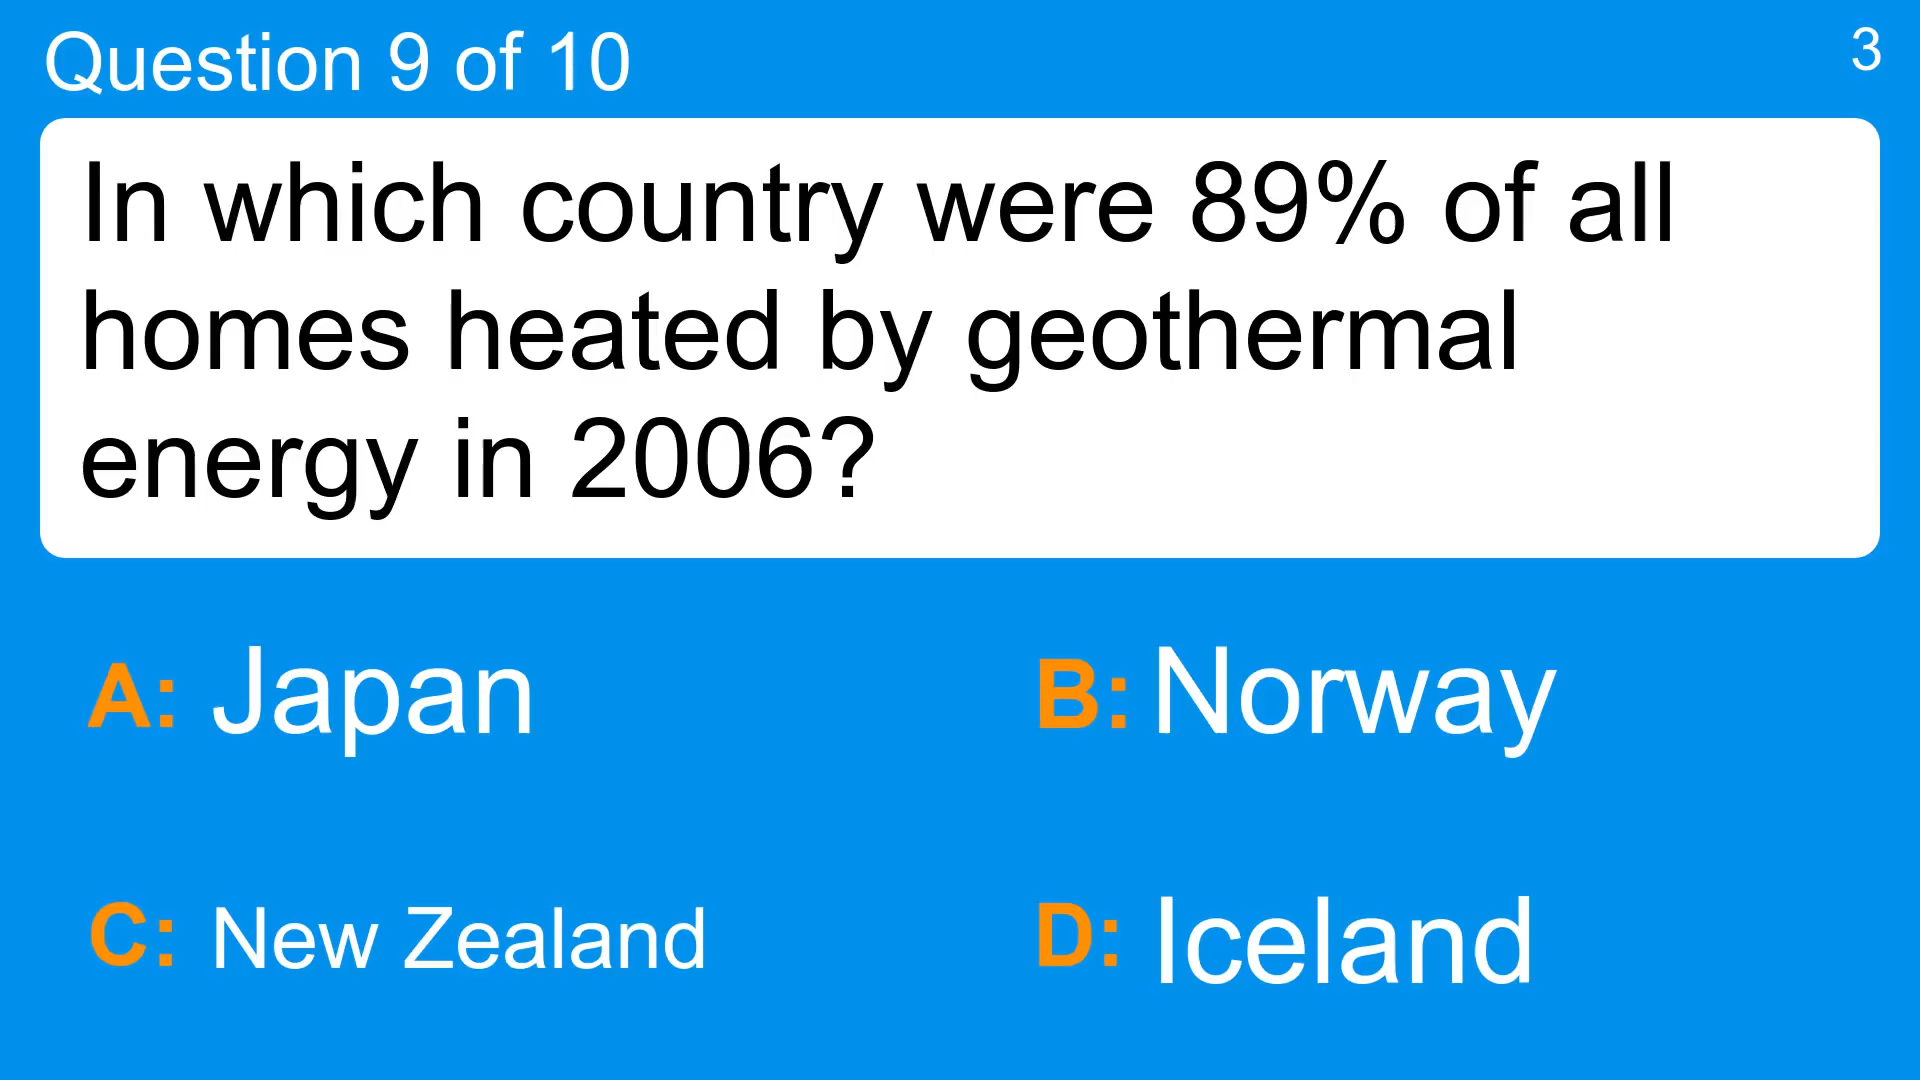 Question 9 of 10
3
In which country were 89% of all
homes heated by geothermal
energy in 2006?
A: Japan
B: Norway
C: New Zealand
D: Iceland